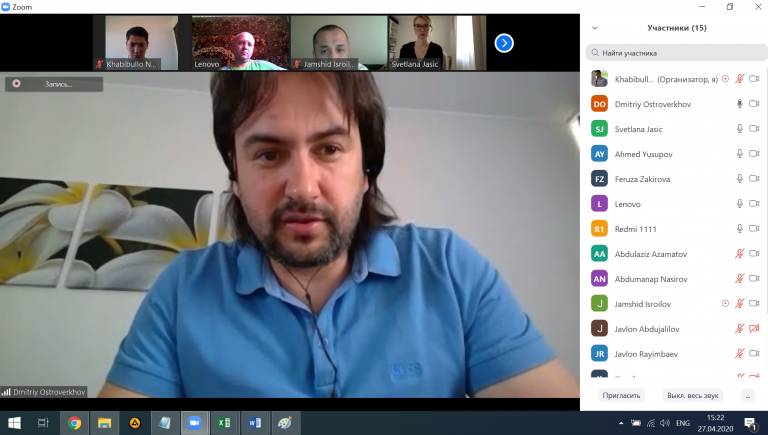 Zoom
Khabibullo N...
Lenovo
Jamshid Isroil...
Svetlana Jasic
Запись...
Dmitriy Ostroverkhov
Участники (15)
Найти участника
Khabibull... (Организатор, я)
DO Dmitriy Ostroverkhov
SJ Svetlana Jasic
AY Ahmed Yusupov
FZ Feruza Zakirova
L Lenovo
R1 Redmi 1111
AA Abdulaziz Azamatov
AN Abdumanap Nasirov
J Jamshid Isroilov
J Javlon Abdujalilov
JR Javlon Rayimbaev
Пригласить
Выкл. весь звук
...
ENG
15:22
27.04.2020